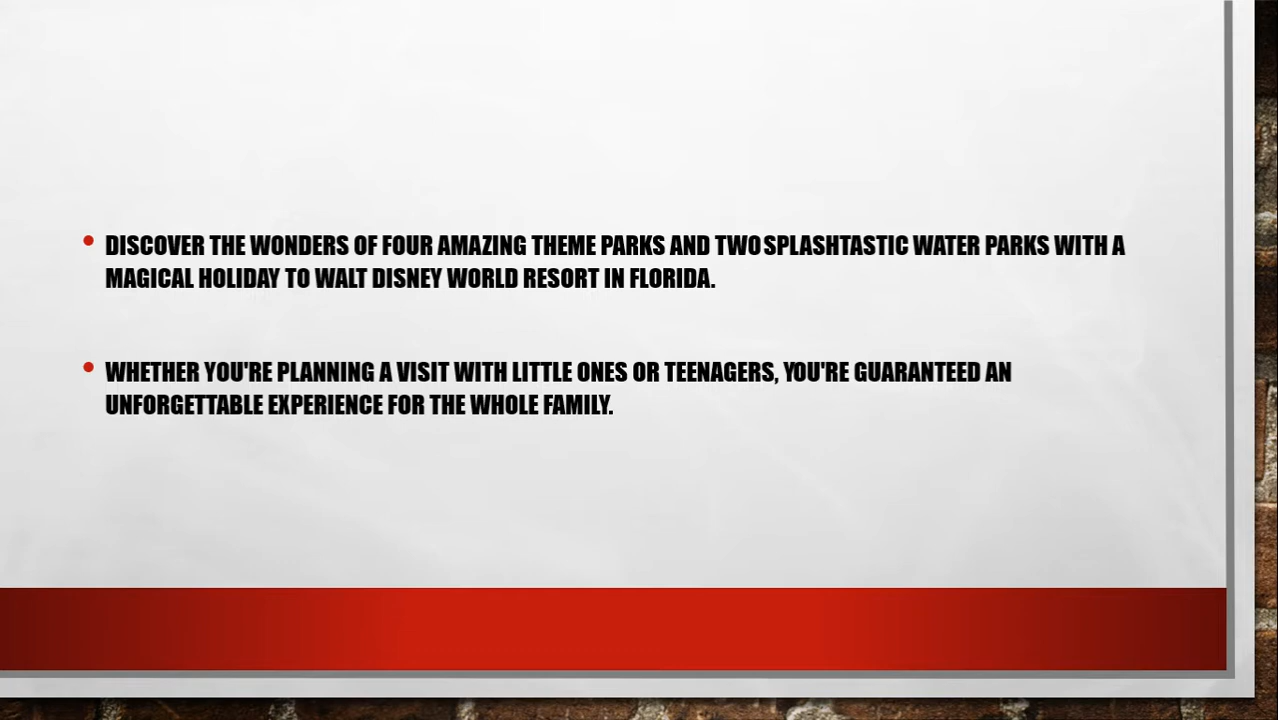 • DISCOVER THE WONDERS OF FOUR AMAZING THEME PARKS AND TWO SPLASHTASTIC WATER PARKS WITH A
MAGICAL HOLIDAY TO WALT DISNEY WORLD RESORT IN FLORIDA.
• WHETHER YOU'RE PLANNING A VISIT WITH LITTLE ONES OR TEENAGERS, YOU'RE GUARANTEED AN
UNFORGETTABLE EXPERIENCE FOR THE WHOLE FAMILY.